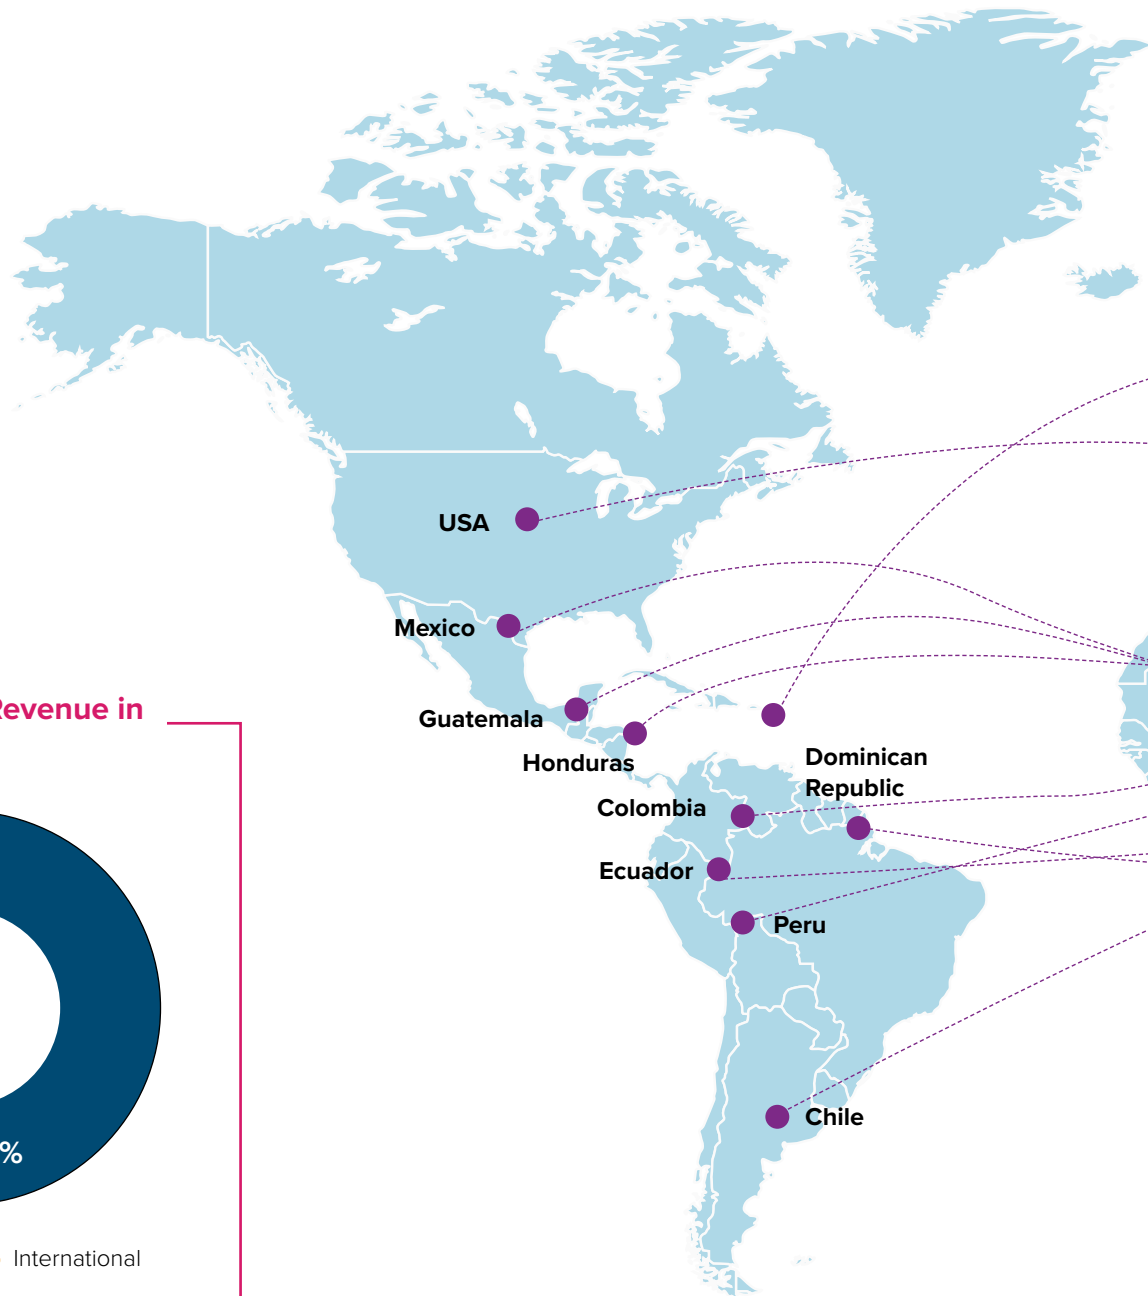 USA
Mexico
Revenue in
Guatemala
Honduras
Dominican
Republic
Colombia
Ecuador
Peru
Chile
%
International